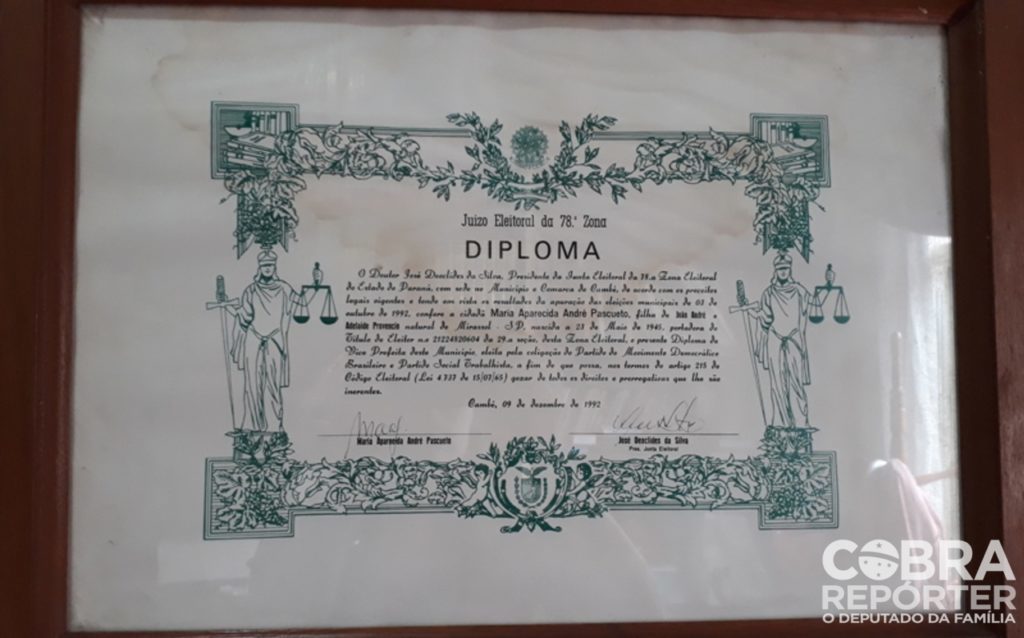 Juizo Eleitoral da 78.ª Zona
DIPLOMA
O Doutor José Deoclides da Silva, Presidente da Junta Eleitoral da 78.a Zona Eleitoral
do Estado do Paraná, com sede no Município e Comarca de Cambé, de acordo com os preceitos
legais vigentes e tendo em vista os resultados da apuração das eleições municipais de 03 de
outubro de 1992, confere a cidadã Maria Aparecida André Pascueto, filha de João André e
Adelaide Provencio natural de Mirassol - S.P, nascida a 23 de Maio de 1945, portadora do
Título de Eleitor n.o 21224820604 da 29.a seção, desta Zona Eleitoral, o presente Diploma de
Vice Prefeita deste Município, eleita pela coligação do Partido do Movimento Democrático
Brasileiro e Partido Social Trabalhista, a fim de que possa, nos termos do artigo 215 do
Código Eleitoral (Lei 4.737 de 15/07/65) gozar de todos os direitos e prerrogativas que lhe são
inerentes.
Cambé, 09 de dezembro de 1992
Maria Aparecida André Pascueto
José Deoclides da Silva
Pres. Junta Eleitoral
COBRA
REPÓRTER
O DEPUTADO DA FAMÍLIA